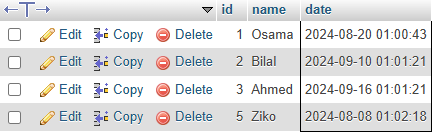 id name date
Edit Copy Delete 1 Osama 2024-08-20 01:00:43
Edit Copy Delete 2 Bilal 2024-09-10 01:01:21
Edit Copy Delete 3 Ahmed 2024-09-16 01:01:21
Edit Copy Delete 5 Ziko 2024-08-08 01:02:18